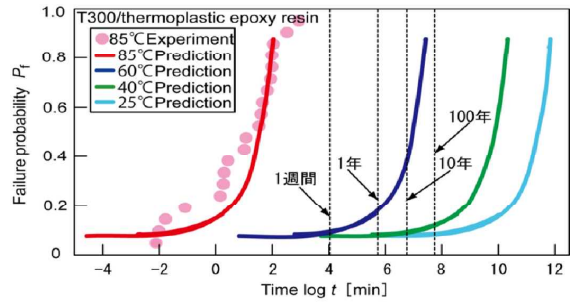 T300/thermoplastic epoxy resin
85℃Experiment
85℃Prediction
60℃Prediction
40℃Prediction
25℃Prediction
1週間
1年
10年
100年
Failure probability Pf
1.0
0.8
0.6
0.4
0.2
0
-4 -2 0 2 4 6 8 10 12
Time log t [min]